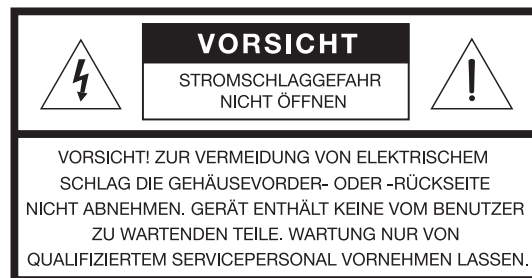 VORSICHT
STROMSCHLAGGEFAHR
NICHT ÖFFNEN
VORSICHT! ZUR VERMEIDUNG VON ELEKTRISCHEM
SCHLAG DIE GEHÄUSEVORDER- ODER -RÜCKSEITE
NICHT ABNEHMEN. GERÄT ENTHÄLT KEINE VOM BENUTZER
ZU WARTENDEN TEILE. WARTUNG NUR VON
QUALIFIZIERTEM SERVICEPERSONAL VORNEHMEN LASSEN.